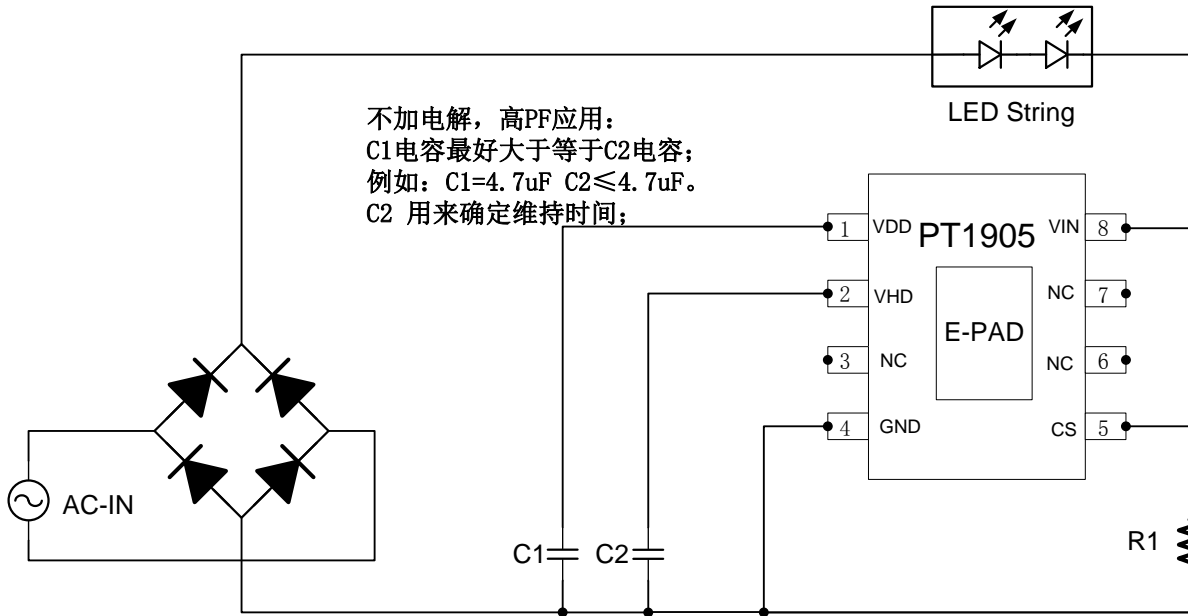 LED String
不加电解，高PF应用：
C1电容最好大于等于C2电容；
例如：C1=4.7uF C2≤4.7uF。
C2 用来确定维持时间；
PT1905
1 VDD
VIN 8
2 VHD
NC 7
E-PAD
3 NC
NC 6
4 GND
CS 5
AC-IN
C1
C2
R1